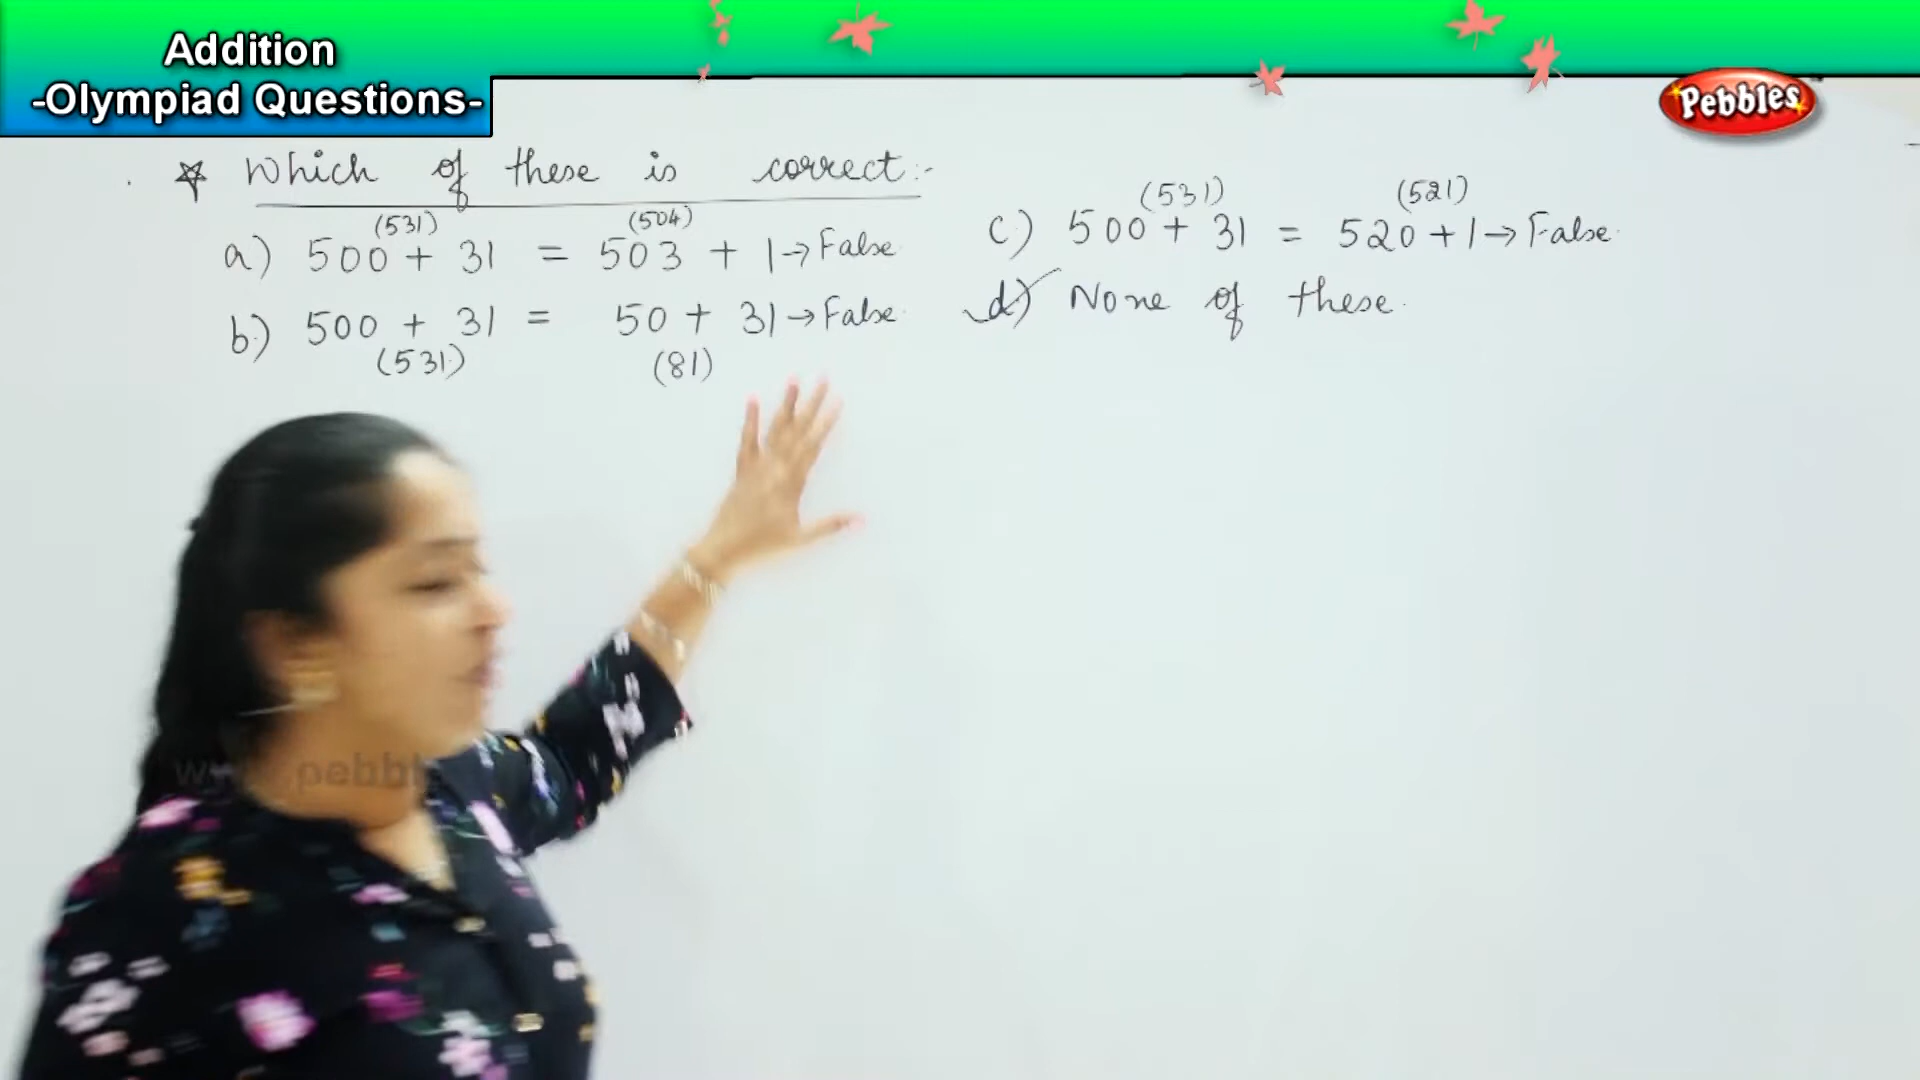 Addition
-Olympiad Questions-
Pebbles
☆ Which of these is correct:-
(531) (504)
a) 500 + 31 = 503 + 1 → False
b) 500 + 31 = 50 + 31 → False
(531) (81)
(531) (521)
c) 500 + 31 = 520 + 1 → False
d) None of these.